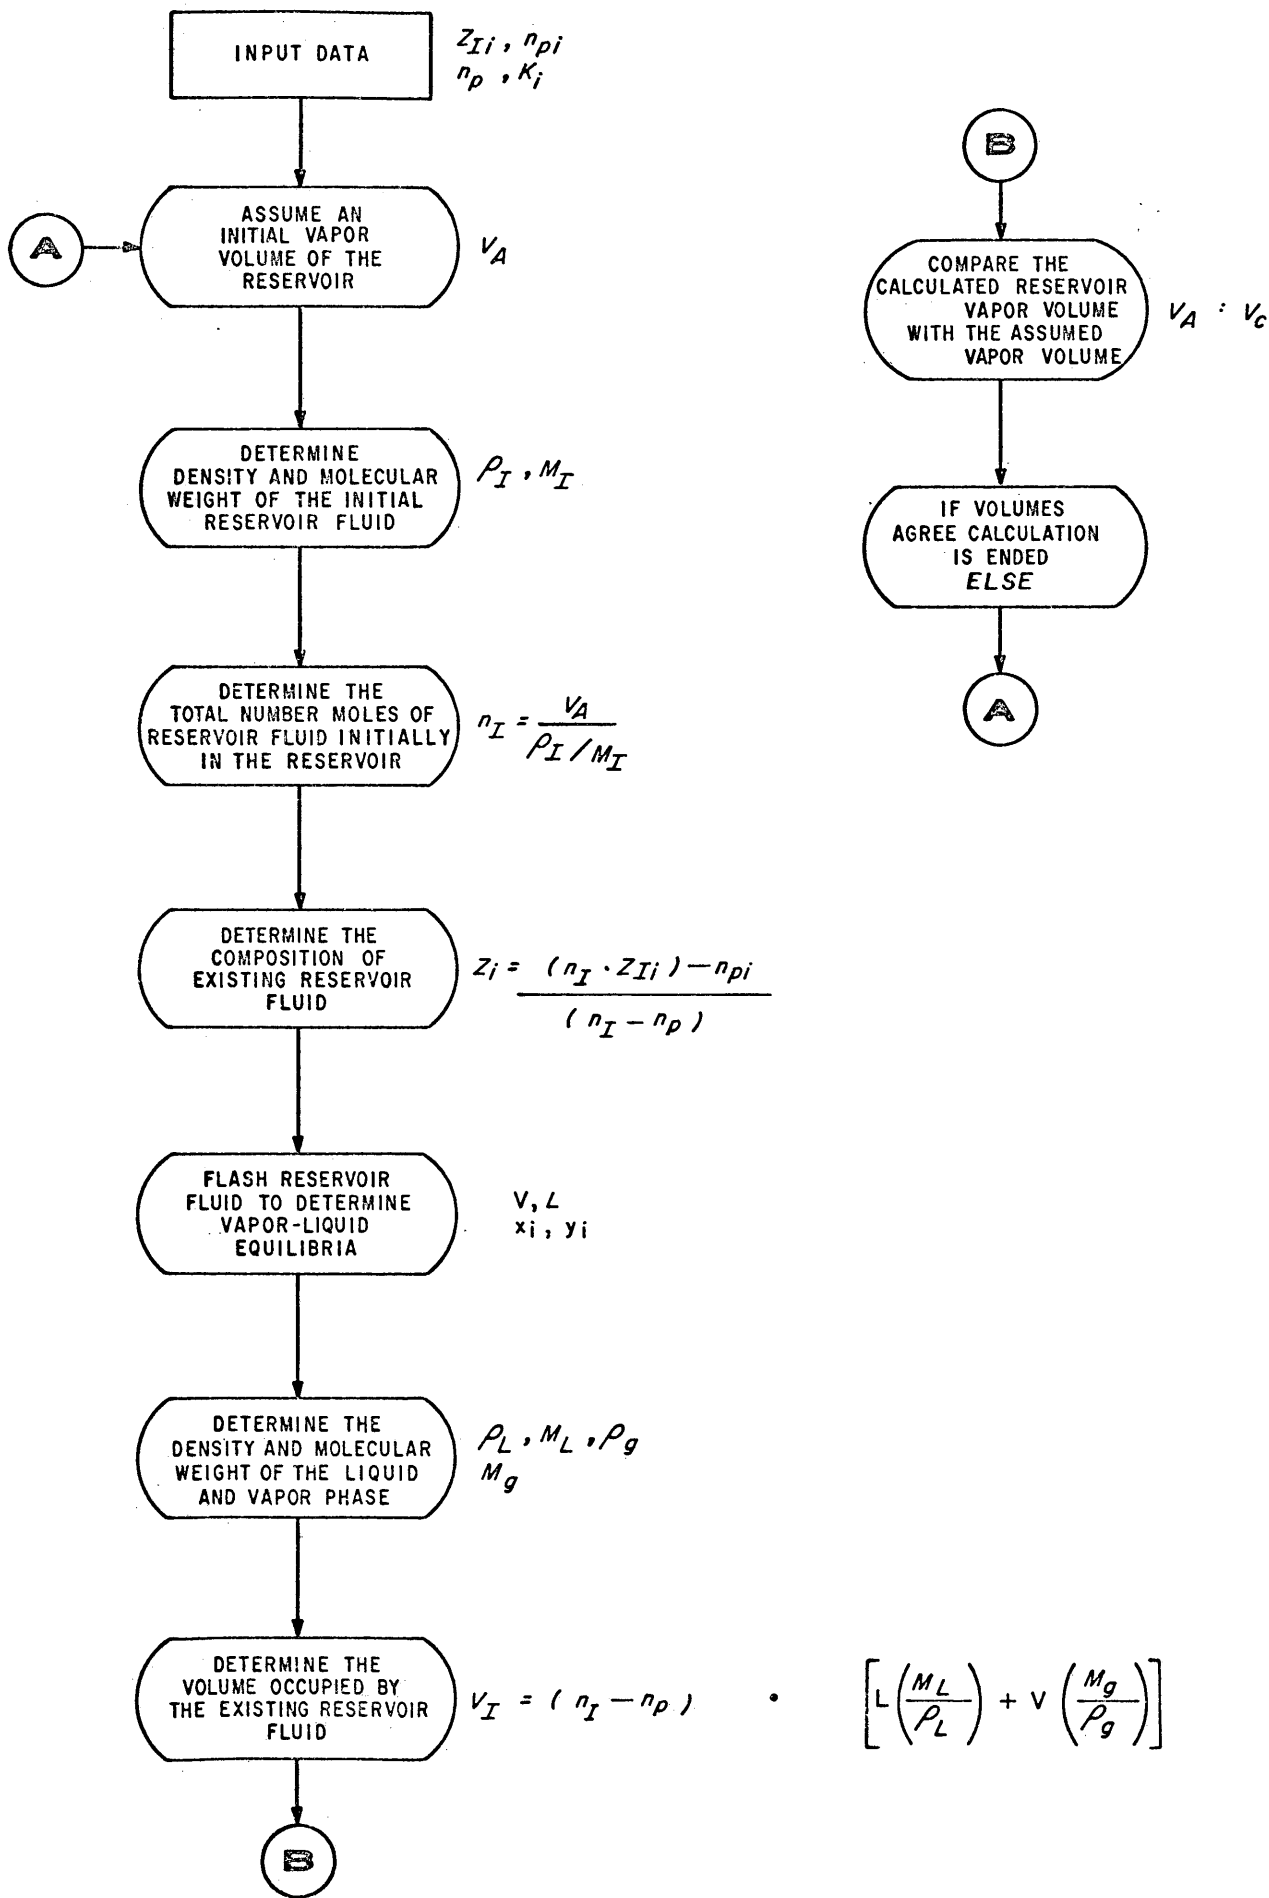 INPUT DATA
Z_Ii, n_pi
n_p, K_i
A
ASSUME AN
INITIAL VAPOR
VOLUME OF THE
RESERVOIR
V_A
DETERMINE
DENSITY AND MOLECULAR
WEIGHT OF THE INITIAL
RESERVOIR FLUID
ρ_I, M_I
DETERMINE THE
TOTAL NUMBER MOLES OF
RESERVOIR FLUID INITIALLY
IN THE RESERVOIR
n_I = V_A / (ρ_I / M_I)
DETERMINE THE
COMPOSITION OF
EXISTING RESERVOIR
FLUID
Z_i = (n_I · Z_Ii) – n_pi / (n_I – n_p)
FLASH RESERVOIR
FLUID TO DETERMINE
VAPOR-LIQUID
EQUILIBRIA
V, L
x_i, y_i
DETERMINE THE
DENSITY AND MOLECULAR
WEIGHT OF THE LIQUID
AND VAPOR PHASE
ρ_L, M_L, ρ_g
M_g
DETERMINE THE
VOLUME OCCUPIED BY
THE EXISTING RESERVOIR
FLUID
V_I = (n_I – n_p) · [L (M_L / ρ_L) + V (M_g / ρ_g)]
B
B
COMPARE THE
CALCULATED RESERVOIR
VAPOR VOLUME
WITH THE ASSUMED
VAPOR VOLUME
V_A : V_c
IF VOLUMES
AGREE CALCULATION
IS ENDED
ELSE
A